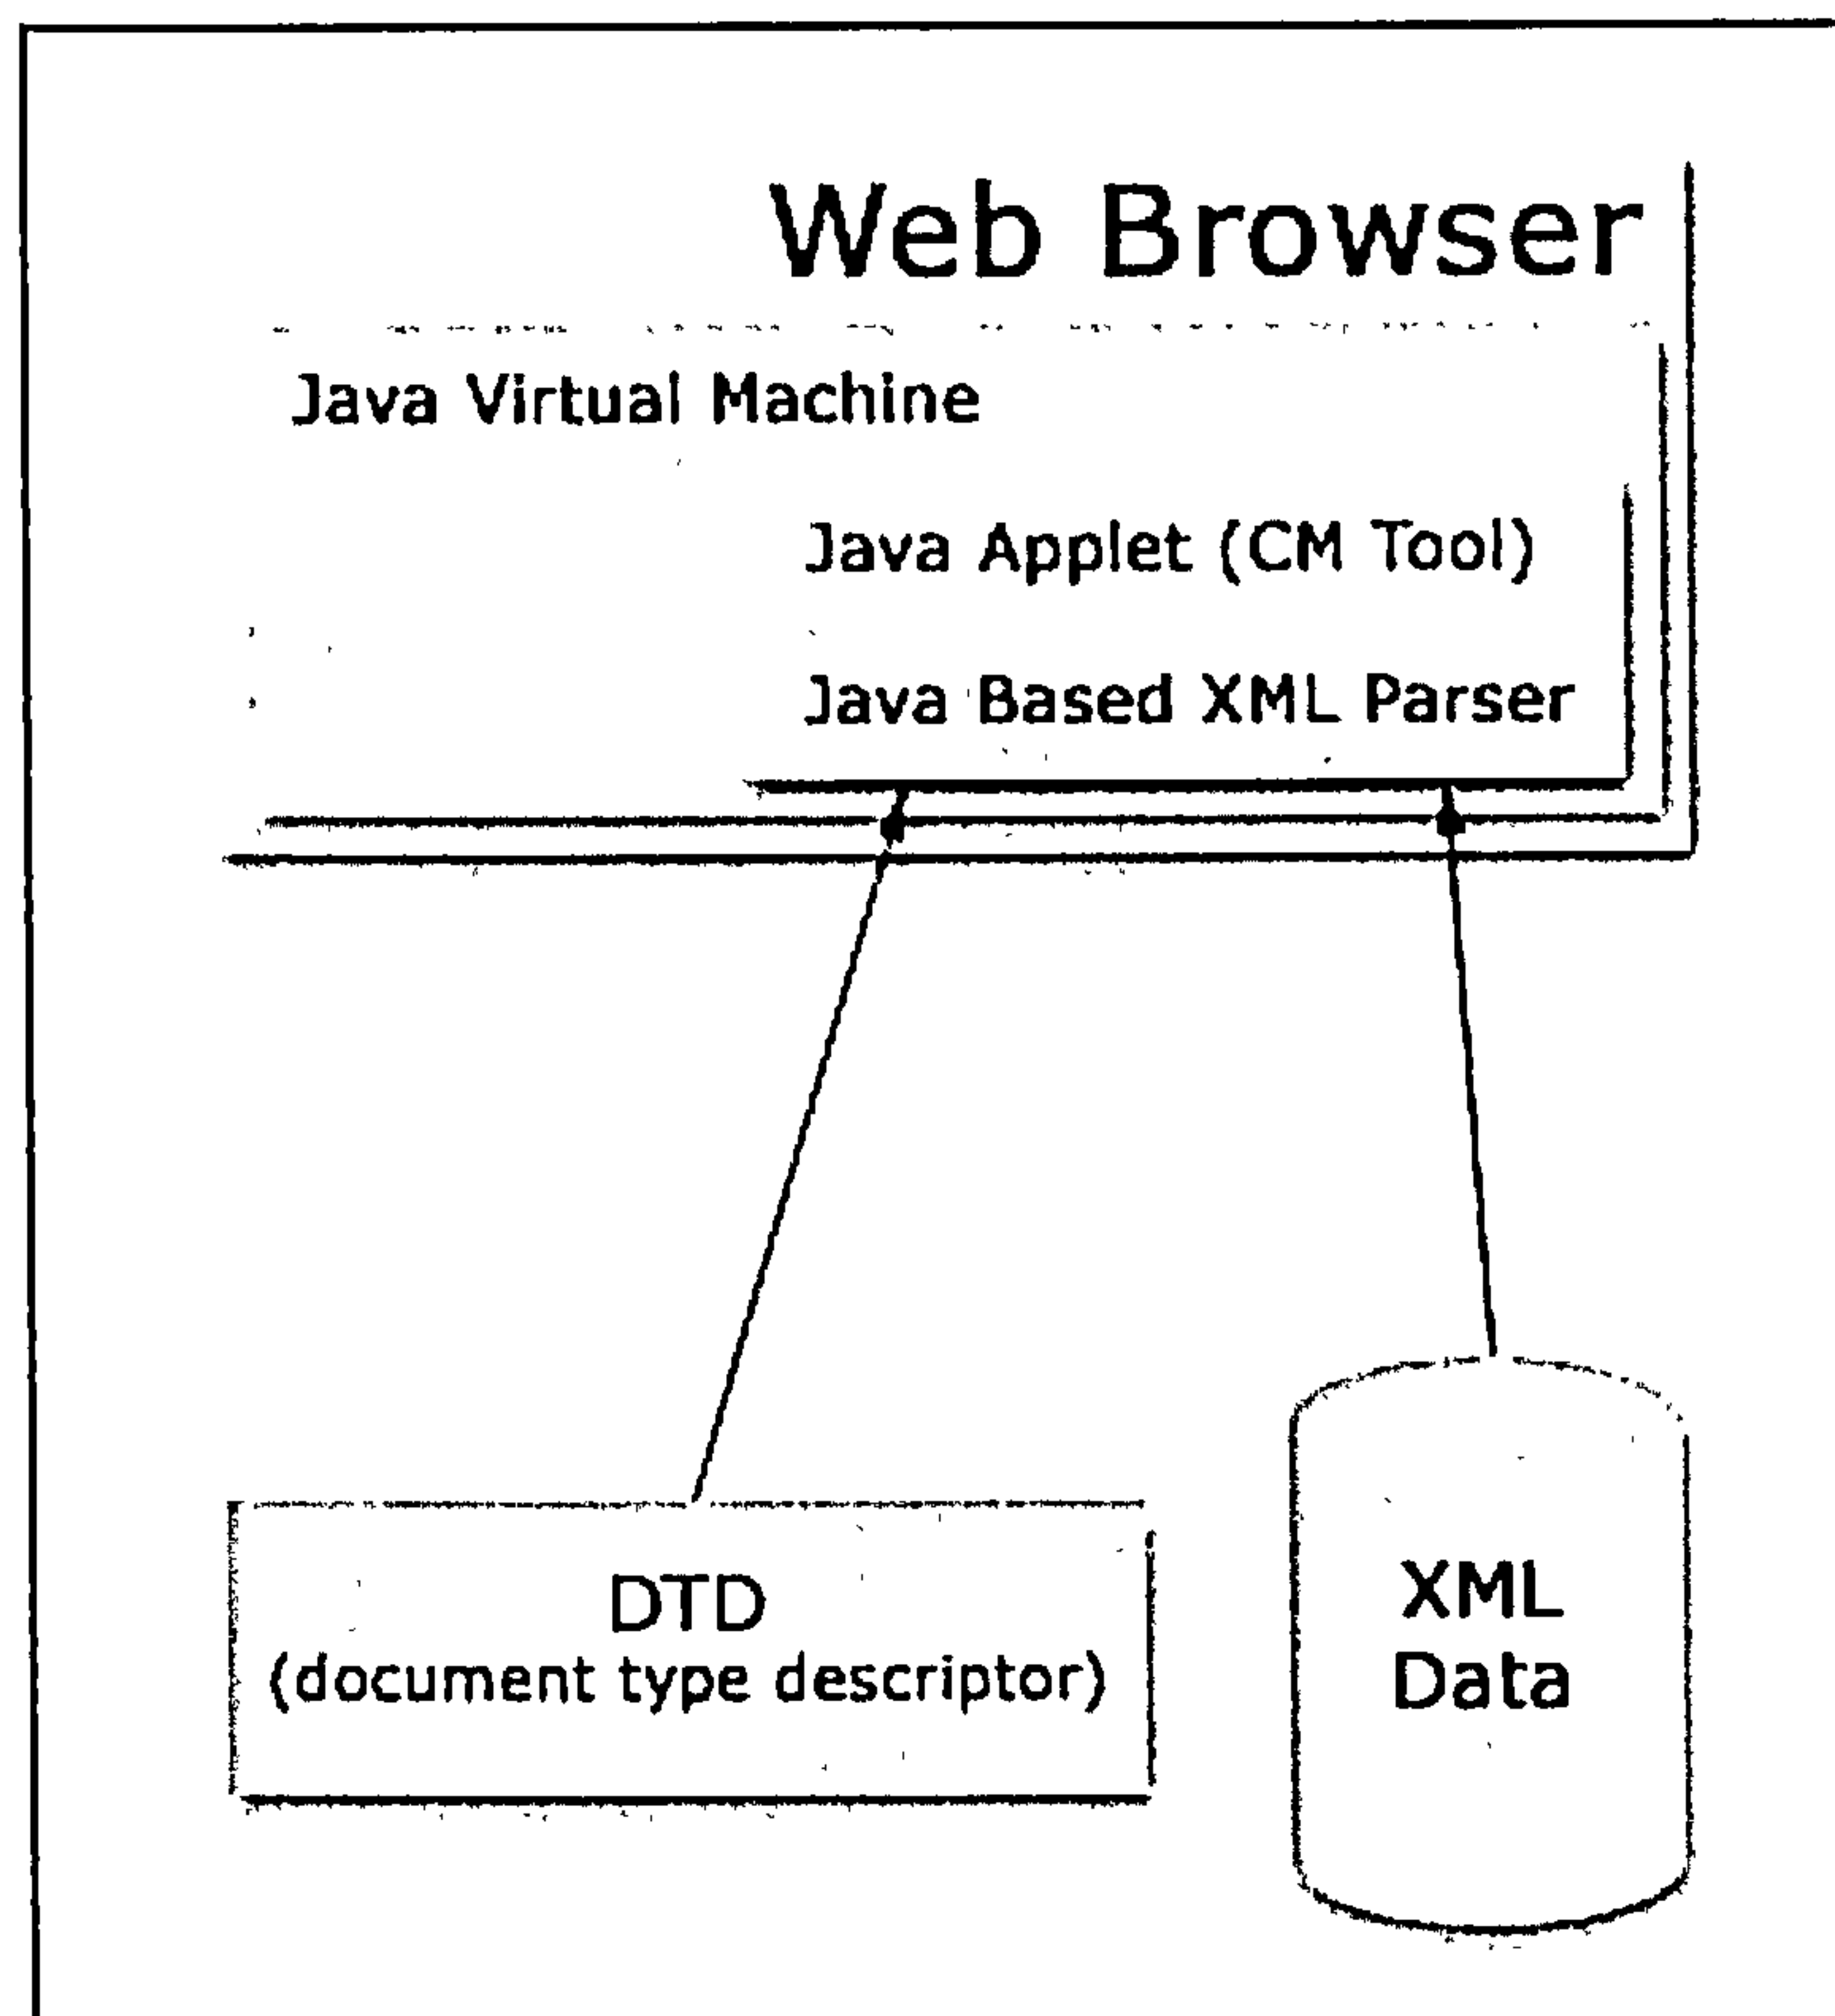 Web Browser
Java Virtual Machine
Java Applet (CM Tool)
Java Based XML Parser
DTD
(document type descriptor)
XML
Data